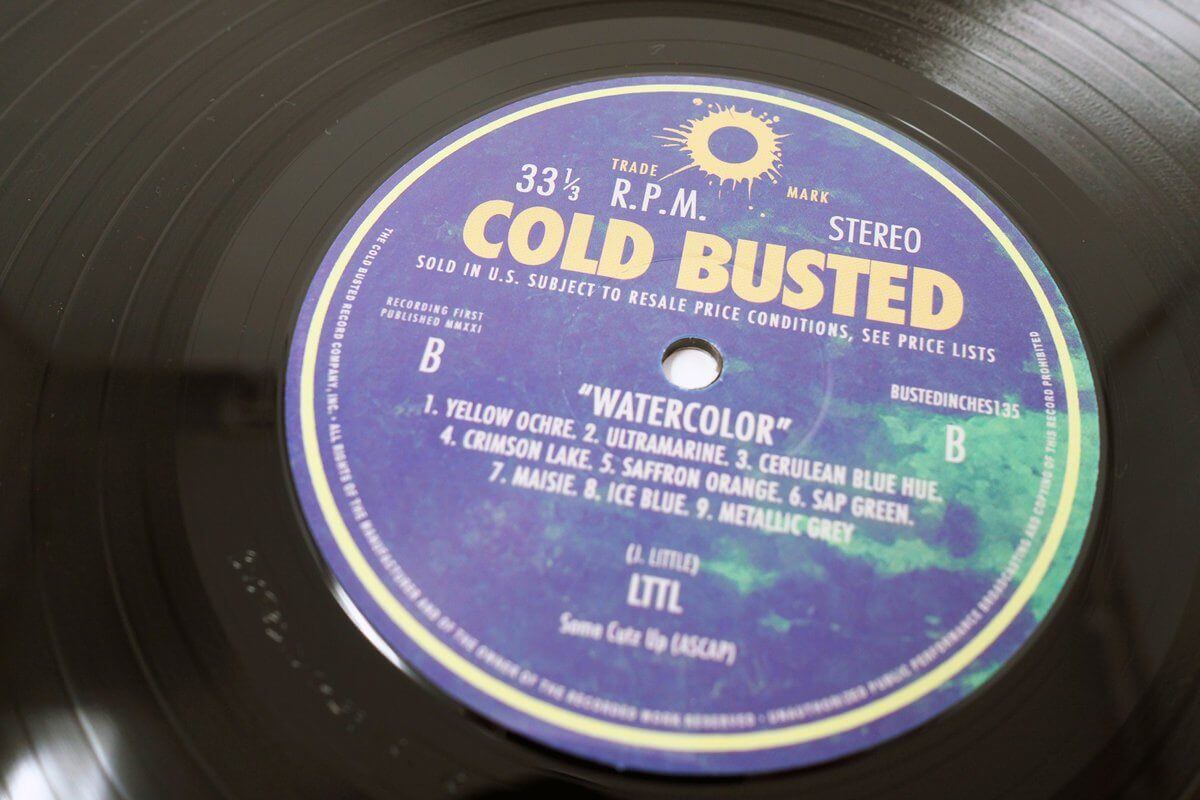 TRADE MARK
33⅓ R.P.M. STEREO
COLD BUSTED
SOLD IN U.S. SUBJECT TO RESALE PRICE CONDITIONS, SEE PRICE LISTS
RECORDING FIRST
PUBLISHED MMXXI
B
BUSTEDINCHES135
B
"WATERCOLOR"
1. YELLOW OCHRE. 2. ULTRAMARINE. 3. CERULEAN BLUE HUE.
4. CRIMSON LAKE. 5. SAFFRON ORANGE. 6. SAP GREEN.
7. MAISIE. 8. ICE BLUE. 9. METALLIC GREY
(J. LITTLE)
LTTL
Some Cute Up (ASCAP)
THE COLD BUSTED RECORD COMPANY, INC. ALL RIGHTS OF THE MANUFACTURER AND OF THE OWNER OF THE RECORDED WORK RESERVED · UNAUTHORIZED PUBLIC PERFORMANCE BROADCASTING AND COPYING OF THIS RECORD PROHIBITED